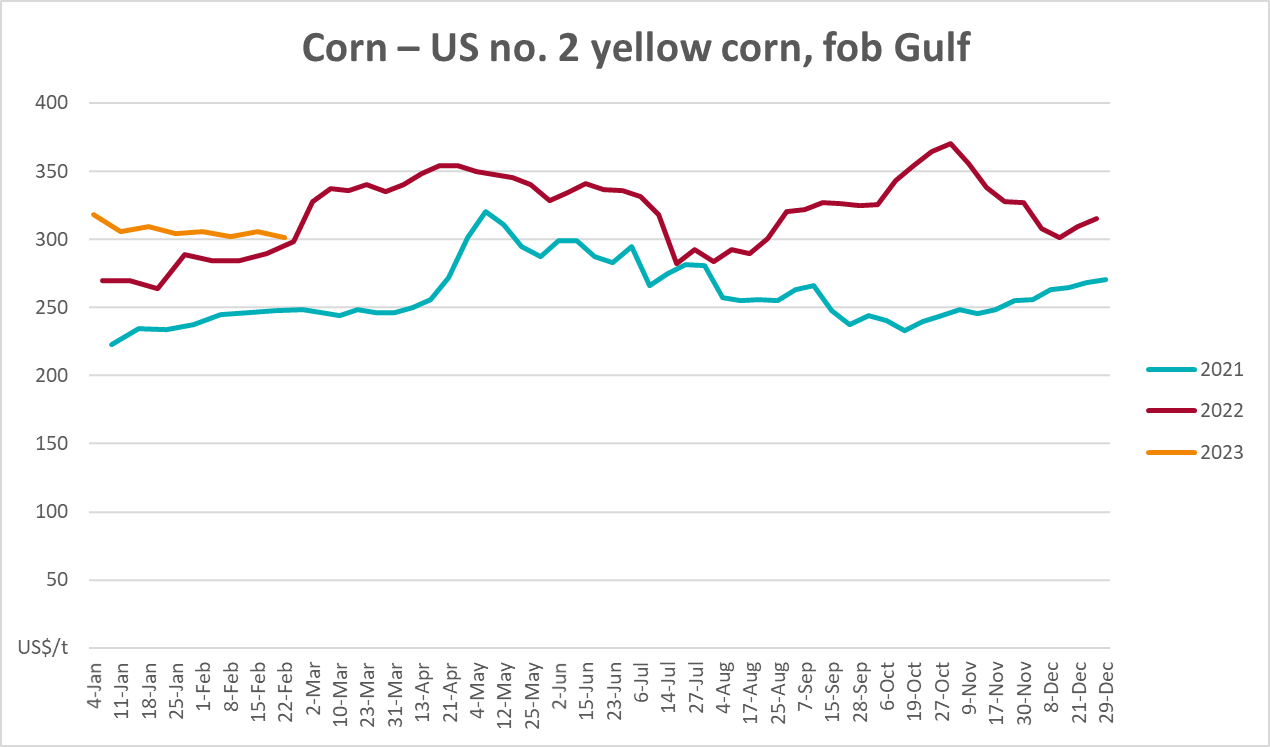 Corn – US no. 2 yellow corn, fob Gulf
400
350
300
250
200
150
100
50
US$/t
4-Jan
11-Jan
18-Jan
25-Jan
1-Feb
8-Feb
15-Feb
22-Feb
2-Mar
10-Mar
23-Mar
31-Mar
13-Apr
21-Apr
4-May
12-May
25-May
2-Jun
15-Jun
23-Jun
6-Jul
14-Jul
27-Jul
4-Aug
17-Aug
25-Aug
7-Sep
15-Sep
28-Sep
6-Oct
19-Oct
27-Oct
9-Nov
17-Nov
30-Nov
8-Dec
21-Dec
29-Dec
2021
2022
2023